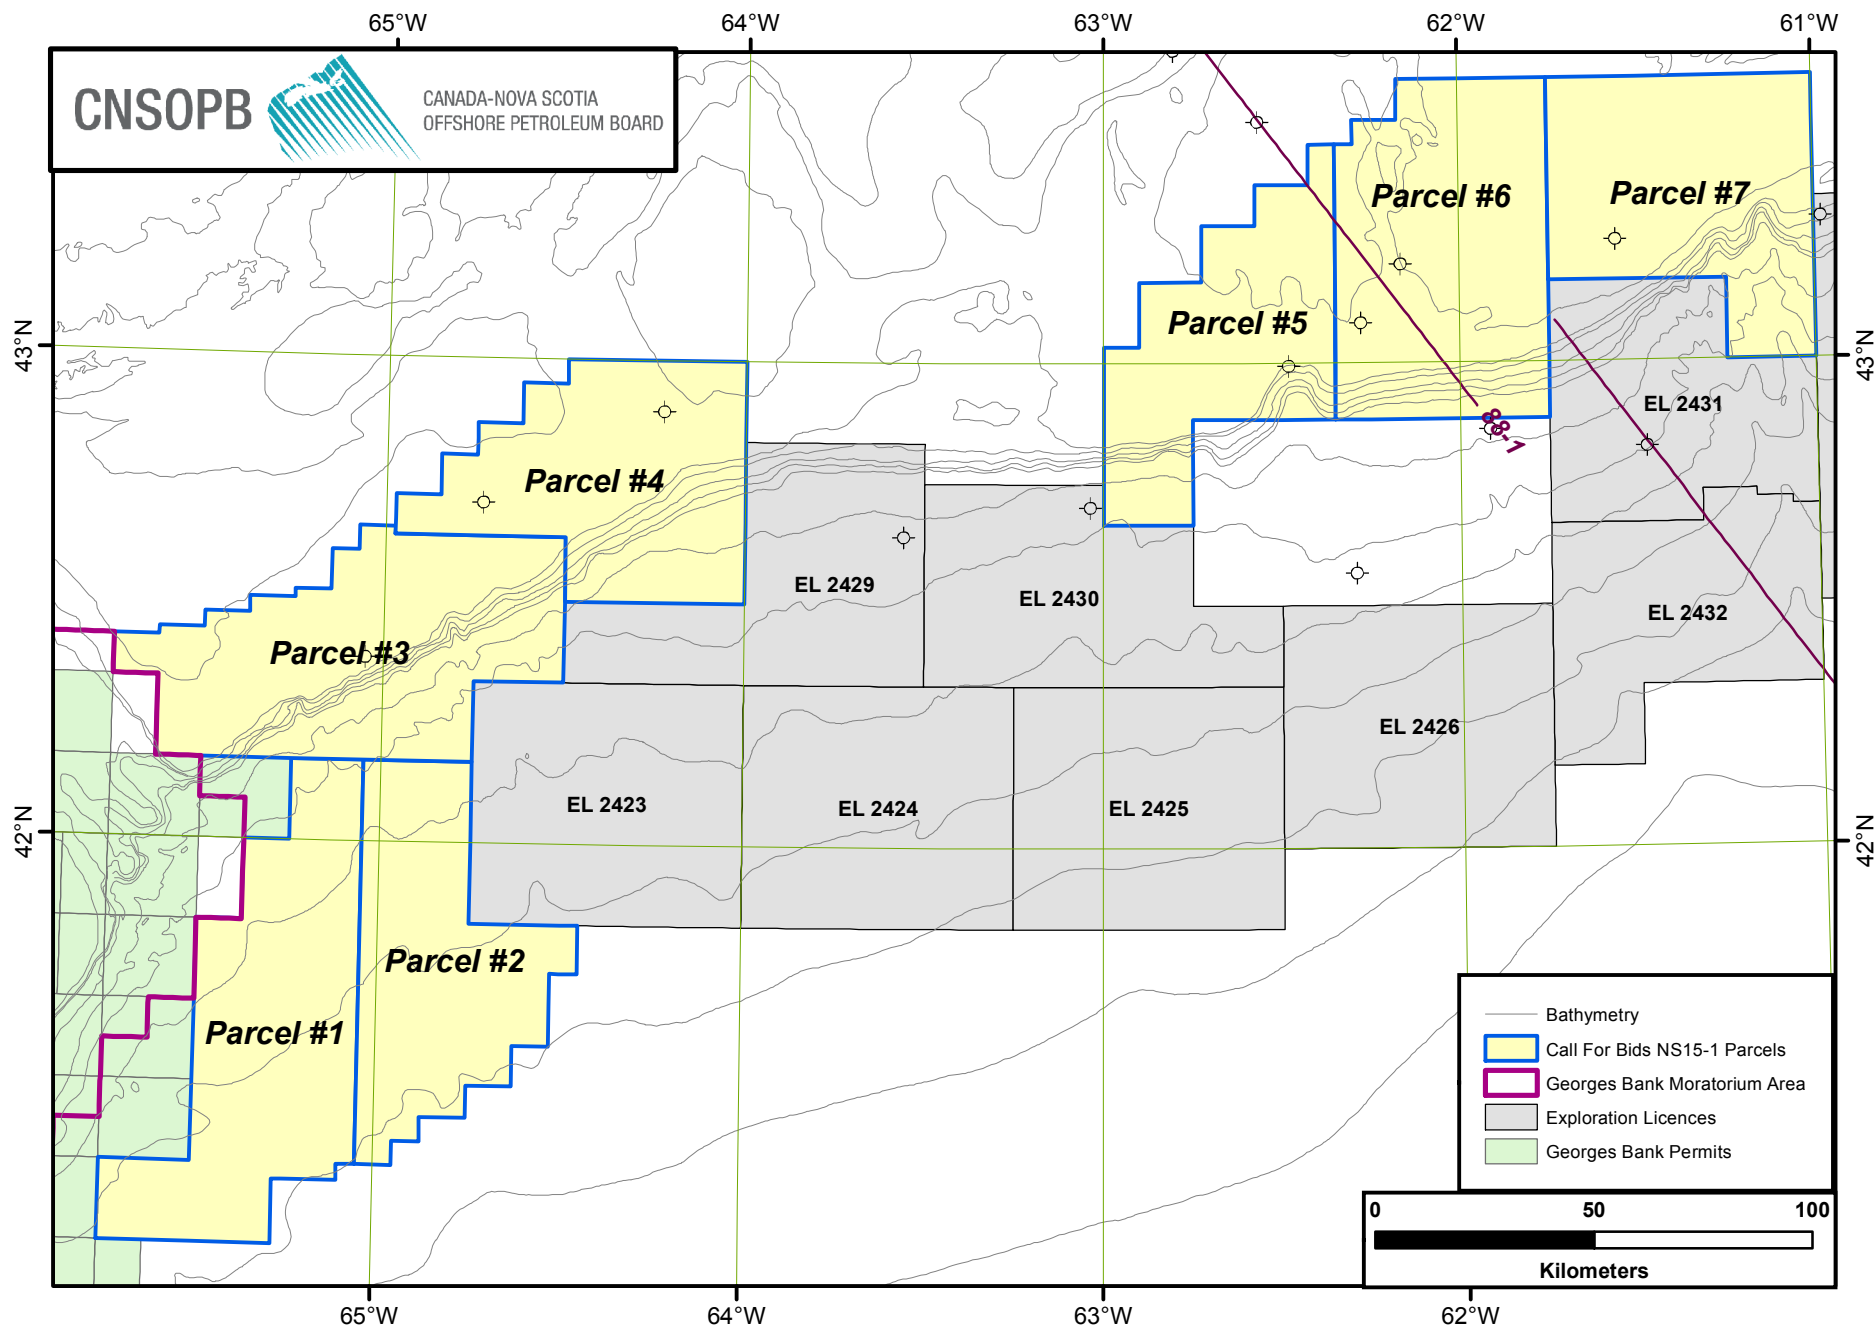 65°W
64°W
63°W
62°W
61°W
CNSOPB
CANADA-NOVA SCOTIA
OFFSHORE PETROLEUM BOARD
Parcel #6
Parcel #7
Parcel #5
43°N
43°N
EL 2431
88-1
Parcel #4
EL 2429
EL 2430
EL 2432
Parcel #3
EL 2426
EL 2423
EL 2424
EL 2425
42°N
42°N
Parcel #2
Parcel #1
Bathymetry
Call For Bids NS15-1 Parcels
Georges Bank Moratorium Area
Exploration Licences
Georges Bank Permits
0
50
100
Kilometers
65°W
64°W
63°W
62°W